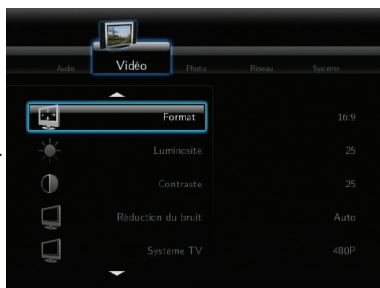 Audio Vidéo Photo Réseau Système
Format 16:9
Luminosité 25
Contraste 25
Réduction du bruit Auto
Système TV 480P